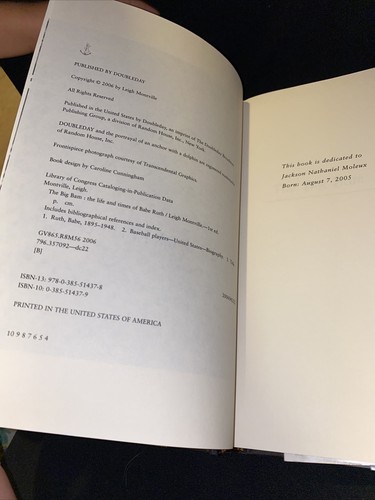 PUBLISHED BY DOUBLEDAY
Copyright © 2006 by Leigh Montville
All Rights Reserved
Published in the United States by Doubleday, an imprint of The Doubleday Broadway
Publishing Group, a division of Random House, Inc., New York.
DOUBLEDAY and the portrayal of an anchor with a dolphin are registered trademarks
of Random House, Inc.
Frontispiece photograph courtesy of Transcendental Graphics
Book design by Caroline Cunningham
Library of Congress Cataloging-in-Publication Data
Montville, Leigh.
The Big Bam : the life and times of Babe Ruth / Leigh Montville.—1st ed.
p. cm.
Includes bibliographical references and index.
1. Ruth, Babe, 1895–1948. 2. Baseball players—United States—Biography. I. Title.
GV865.R8M56 2006
796.357092—dc22
[B]
ISBN-13: 978-0-385-51437-8
ISBN-10: 0-385-51437-9
PRINTED IN THE UNITED STATES OF AMERICA
10 9 8 7 6 5 4
This book is dedicated to
Jackson Nathaniel Moleux
Born: August 7, 2005